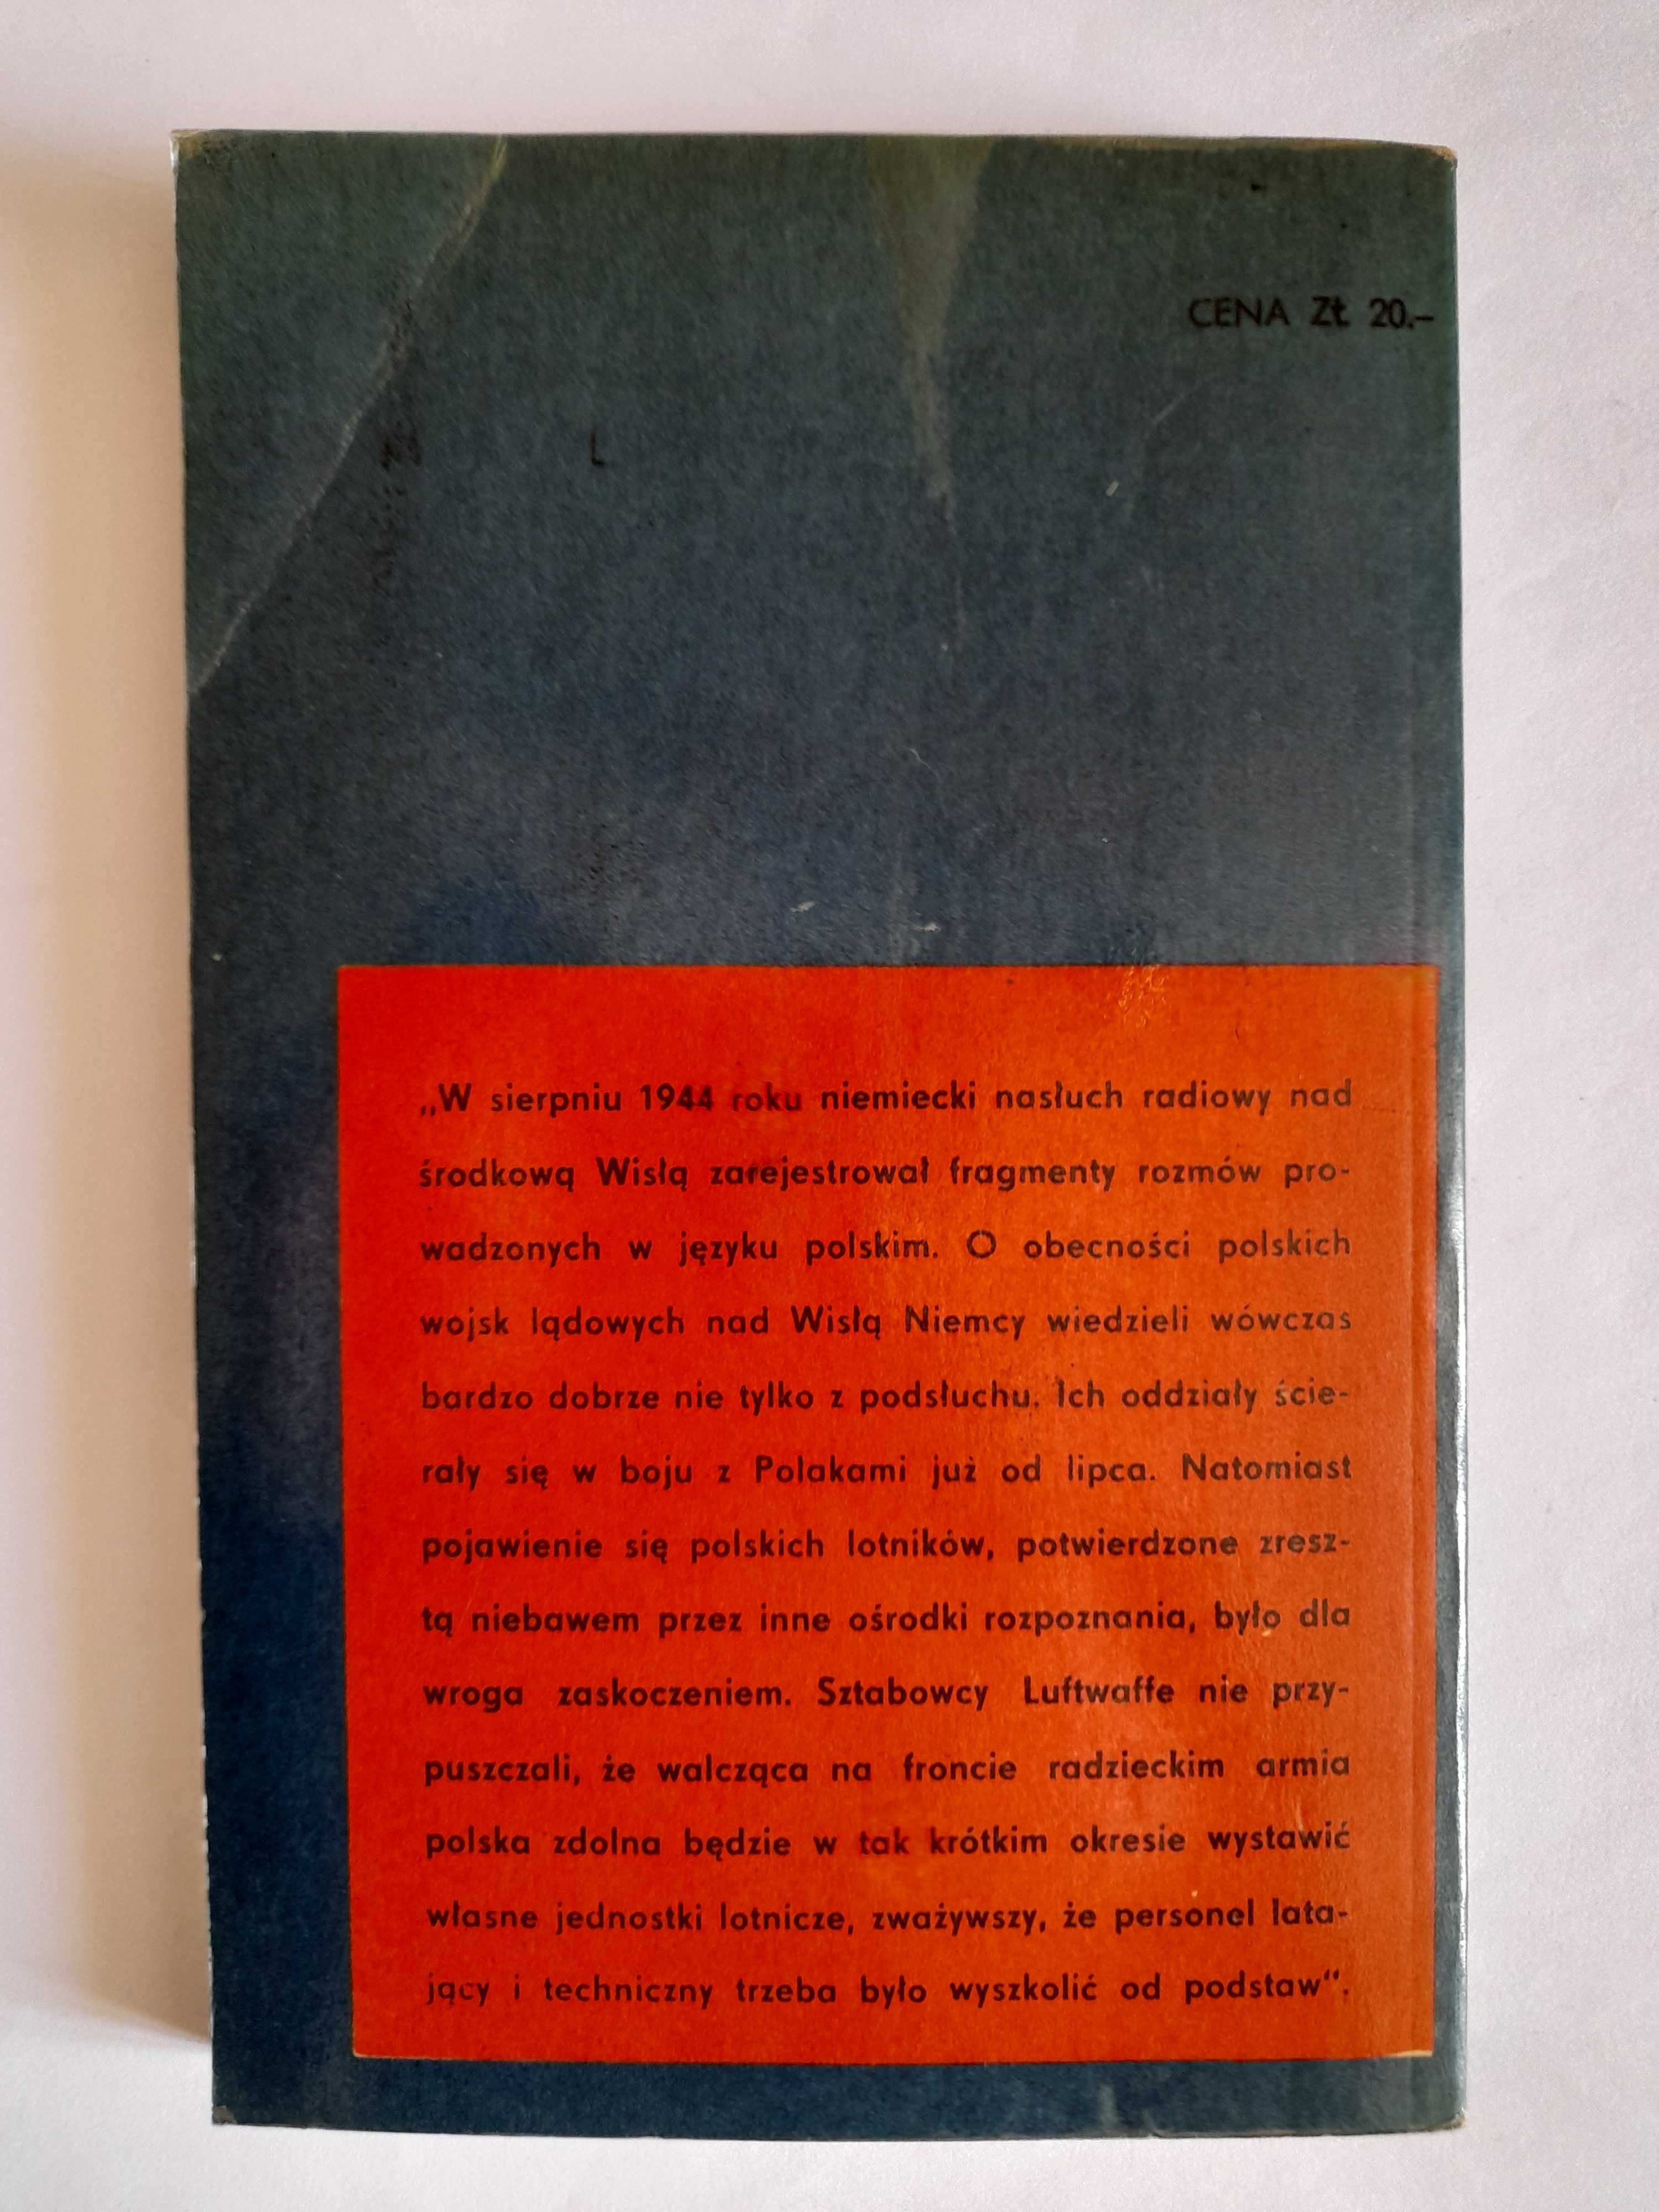 CENA Zł 20.–
L
„W sierpniu 1944 roku niemiecki nasłuch radiowy nad
środkową Wisłą zarejestrował fragmenty rozmów pro-
wadzonych w języku polskim. O obecności polskich
wojsk lądowych nad Wisłą Niemcy wiedzieli wówczas
bardzo dobrze nie tylko z podsłuchu. Ich oddziały ście-
rały się w boju z Polakami już od lipca. Natomiast
pojawienie się polskich lotników, potwierdzone zresz-
tą niebawem przez inne ośrodki rozpoznania, było dla
wroga zaskoczeniem. Sztabowcy Luftwaffe nie przy-
puszczali, że walcząca na froncie radzieckim armia
polska zdolna będzie w tak krótkim okresie wystawić
własne jednostki lotnicze, zważywszy, że personel lata-
jący i techniczny trzeba było wyszkolić od podstaw“.